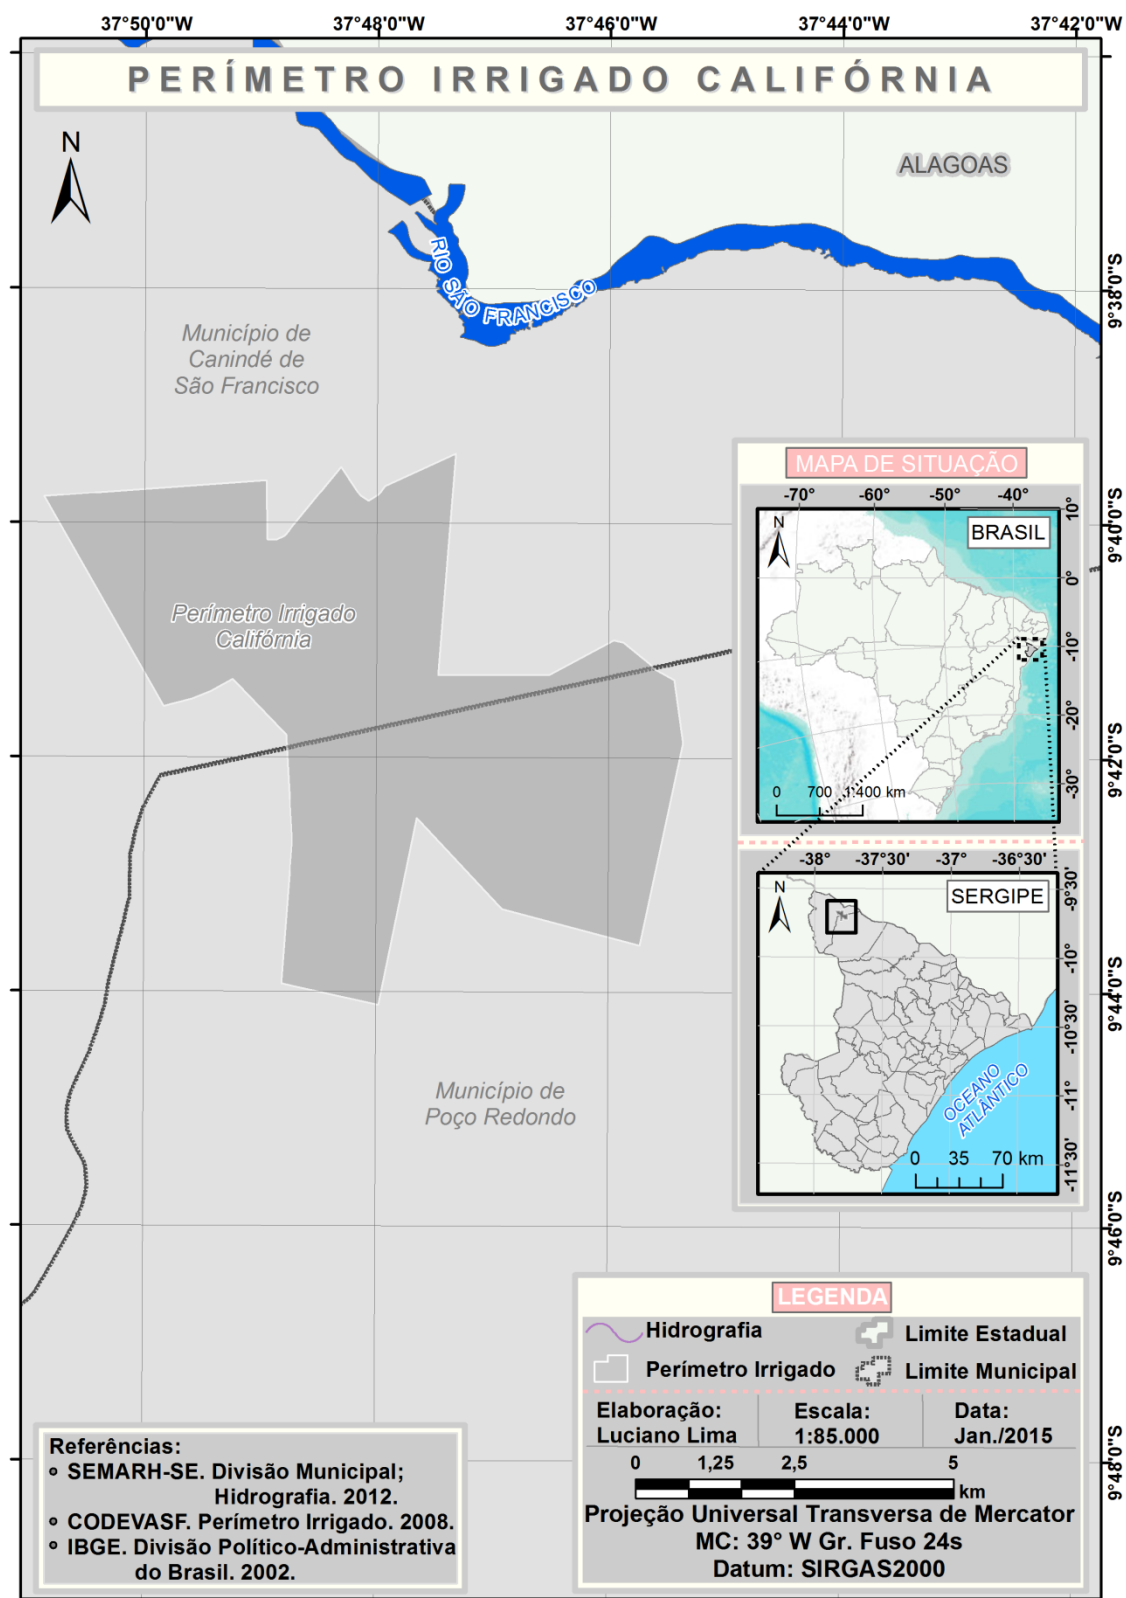 37°50'0"W
37°48'0"W
37°46'0"W
37°44'0"W
37°42'0"W
PERÍMETRO IRRIGADO CALIFÓRNIA
N
ALAGOAS
RIO SÃO FRANCISCO
9°38'0"S
Município de
Canindé de
São Francisco
MAPA DE SITUAÇÃO
-70°
-60°
-50°
-40°
10°
N
BRASIL
9°40'0"S
0°
Perímetro Irrigado
Califórnia
-10°
-20°
9°42'0"S
-30°
0
700
1.400 km
-38°
-37°30'
-37°
-36°30'
-9°30'
N
SERGIPE
-10°
9°44'0"S
-10°30'
OCEANO
ATLÂNTICO
-11°
Município de
Poço Redondo
0
35
70 km
-11°30'
9°46'0"S
LEGENDA
Hidrografia
Limite Estadual
Perímetro Irrigado
Limite Municipal
Elaboração:
Luciano Lima
Escala:
1:85.000
Data:
Jan./2015
0
1,25
2,5
5
km
9°48'0"S
Projeção Universal Transversa de Mercator
MC: 39° W Gr. Fuso 24s
Datum: SIRGAS2000
Referências:
SEMARH-SE. Divisão Municipal;
Hidrografia. 2012.
CODEVASF. Perímetro Irrigado. 2008.
IBGE. Divisão Político-Administrativa
do Brasil. 2002.